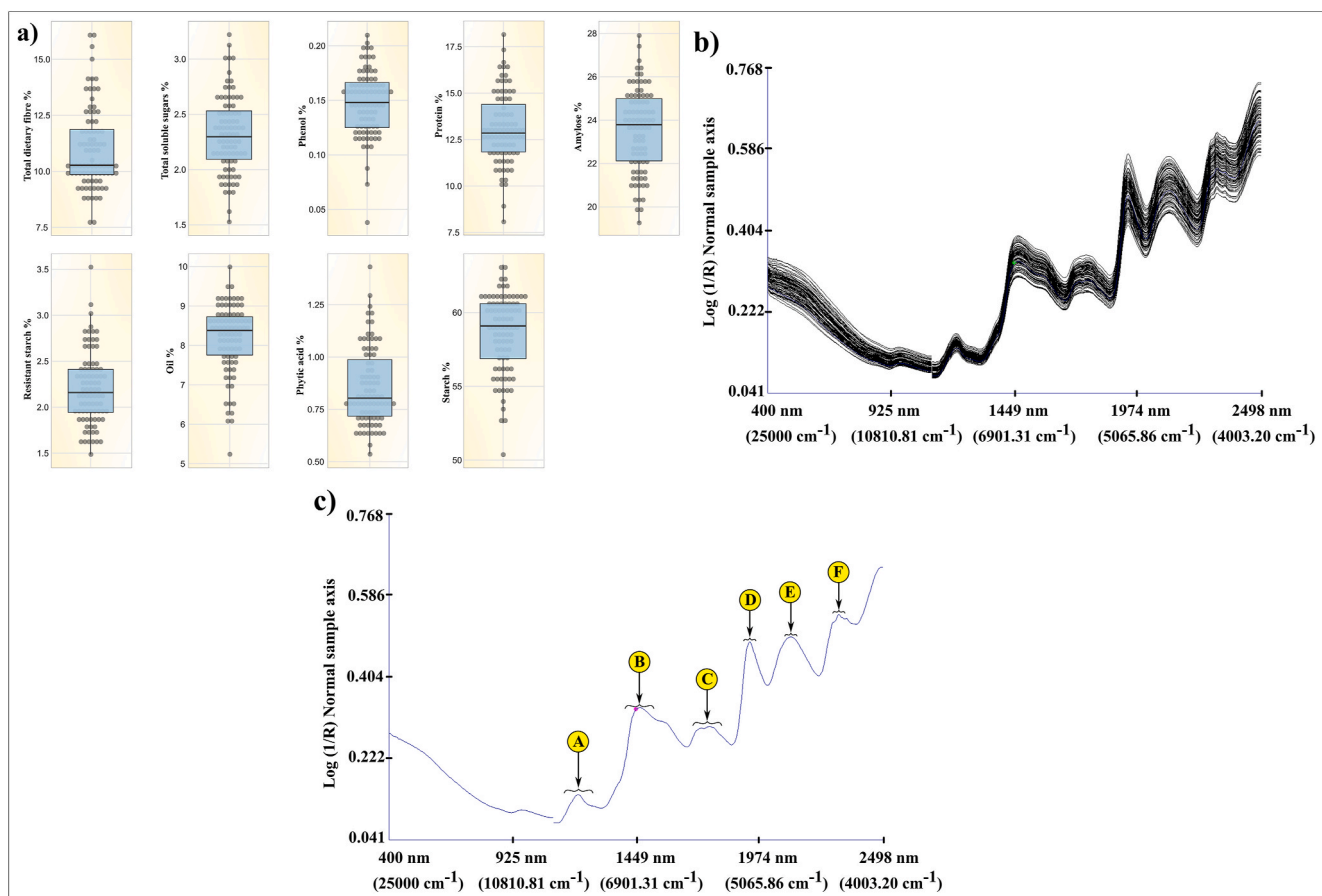 a)
Total dietary fibre %
15.0
12.5
10.0
7.5
Total soluble sugars %
3.0
2.5
2.0
1.5
Phenol %
0.20
0.15
0.10
0.05
Protein %
17.5
15.0
12.5
10.0
7.5
Amylose %
28
26
24
22
20
Resistant starch %
3.5
3.0
2.5
2.0
1.5
Oil %
10
9
8
7
6
5
Phytic acid %
1.25
1.00
0.75
0.50
Starch %
60
55
50
b)
Log (1/R) Normal sample axis
0.768
0.586
0.404
0.222
0.041
400 nm 925 nm 1449 nm 1974 nm 2498 nm
(25000 cm⁻¹) (10810.81 cm⁻¹) (6901.31 cm⁻¹) (5065.86 cm⁻¹) (4003.20 cm⁻¹)
c)
Log (1/R) Normal sample axis
0.768
0.586
0.404
0.222
0.041
A
B
C
D
E
F
400 nm 925 nm 1449 nm 1974 nm 2498 nm
(25000 cm⁻¹) (10810.81 cm⁻¹) (6901.31 cm⁻¹) (5065.86 cm⁻¹) (4003.20 cm⁻¹)